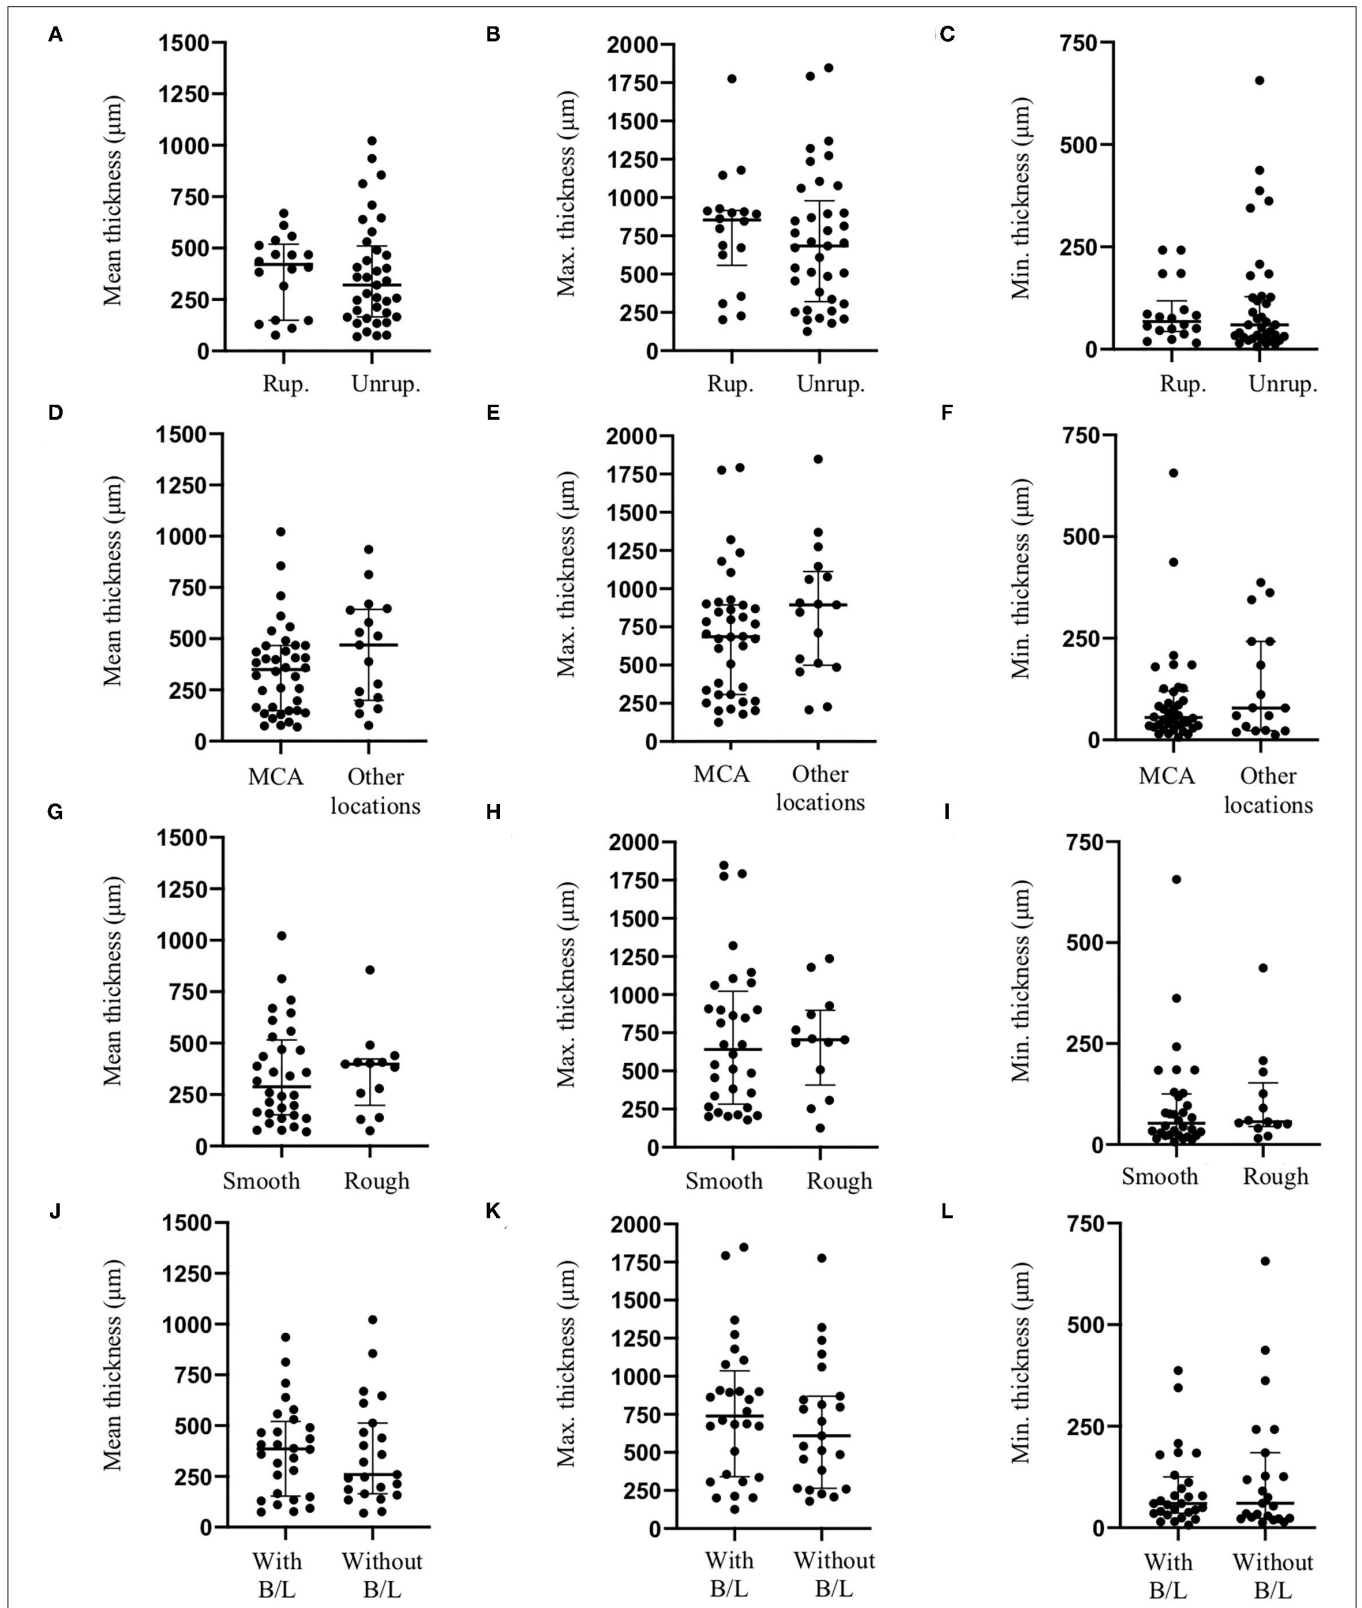 A
B
C
Mean thickness (μm)
1500
1250
1000
750
500
250
0
Rup.
Unrup.
Max. thickness (μm)
2000
1750
1500
1250
1000
750
500
250
0
Rup.
Unrup.
Min. thickness (μm)
750
500
250
0
Rup.
Unrup.
D
E
F
Mean thickness (μm)
1500
1250
1000
750
500
250
0
MCA
Other
locations
Max. thickness (μm)
2000
1750
1500
1250
1000
750
500
250
0
MCA
Other
locations
Min. thickness (μm)
750
500
250
0
MCA
Other
locations
G
H
I
Mean thickness (μm)
1500
1250
1000
750
500
250
0
Smooth
Rough
Max. thickness (μm)
2000
1750
1500
1250
1000
750
500
250
0
Smooth
Rough
Min. thickness (μm)
750
500
250
0
Smooth
Rough
J
K
L
Mean thickness (μm)
1500
1250
1000
750
500
250
0
With
B/L
Without
B/L
Max. thickness (μm)
2000
1750
1500
1250
1000
750
500
250
0
With
B/L
Without
B/L
Min. thickness (μm)
750
500
250
0
With
B/L
Without
B/L